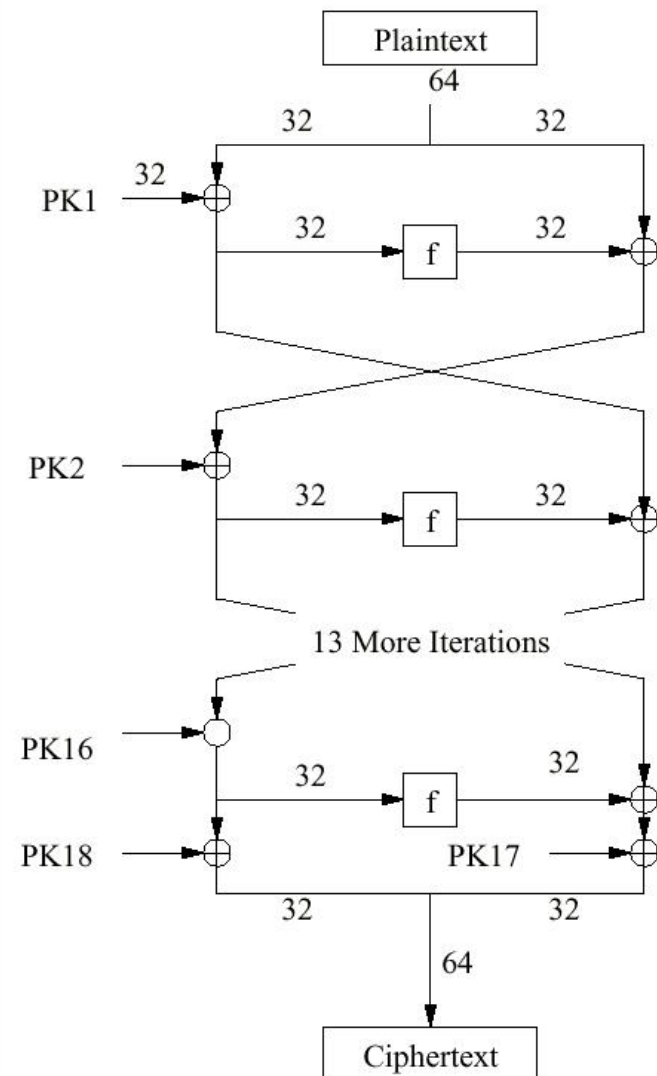 Plaintext
64
32 32
32
PK1
32 f 32
PK2
32 f 32
13 More Iterations
PK16
32 f 32
PK18 PK17
32 32
64
Ciphertext